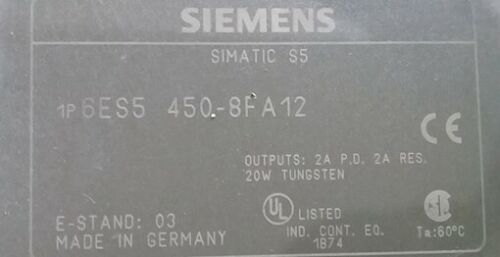 SIEMENS
SIMATIC S5
1P 6ES5 450-8FA12
CE
OUTPUTS: 2A P.D. 2A RES.
20W TUNGSTEN
UL LISTED
E-STAND: 03
MADE IN GERMANY
IND. CONT. EQ.
1B74
Ta:60°C